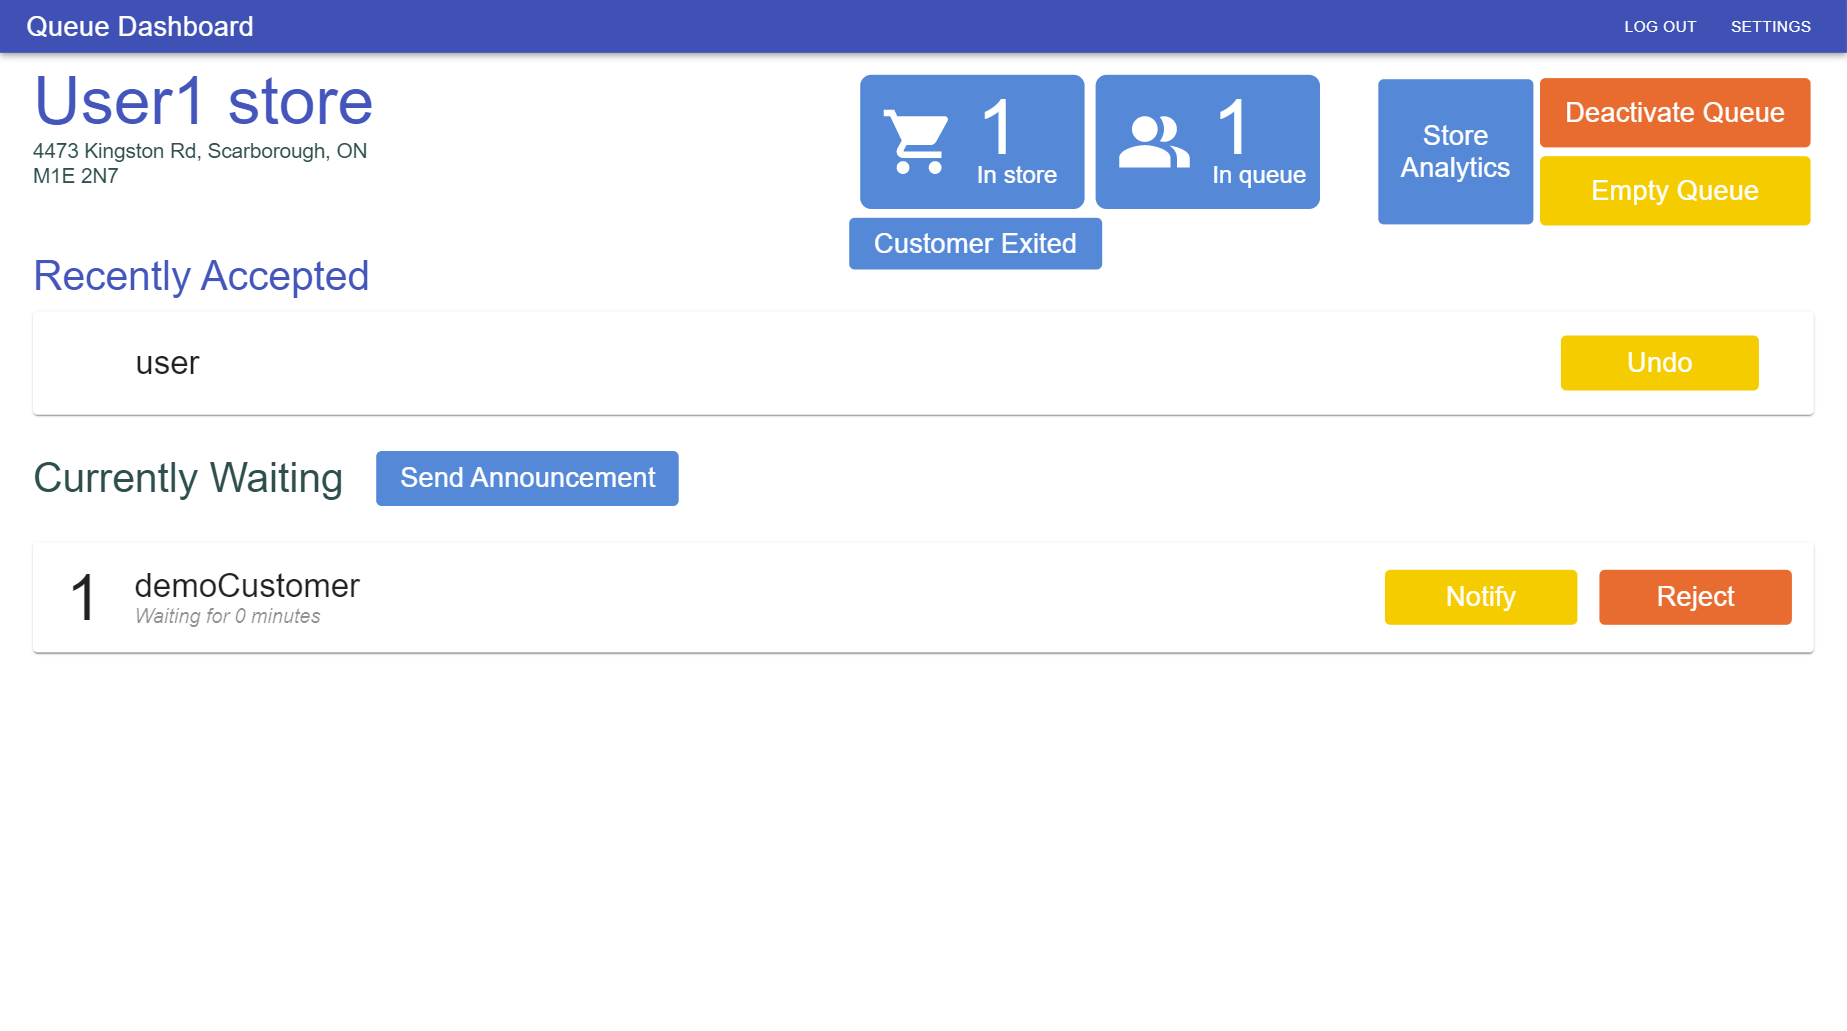 Queue Dashboard
LOG OUT
SETTINGS
User1 store
4473 Kingston Rd, Scarborough, ON
M1E 2N7
1
In store
1
In queue
Customer Exited
Store
Analytics
Deactivate Queue
Empty Queue
Recently Accepted
user
Undo
Currently Waiting
Send Announcement
1
demoCustomer
Waiting for 0 minutes
Notify
Reject